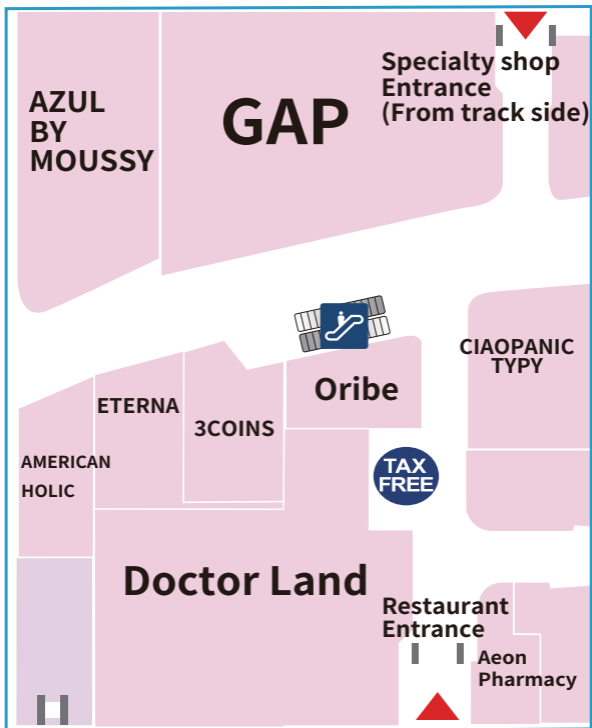 Specialty shop
Entrance
(From track side)
AZUL
BY
MOUSSY
GAP
CIAOPANIC
TYPY
Oribe
ETERNA
3COINS
AMERICAN
HOLIC
TAX
FREE
Doctor Land
Restaurant
Entrance
Aeon
Pharmacy